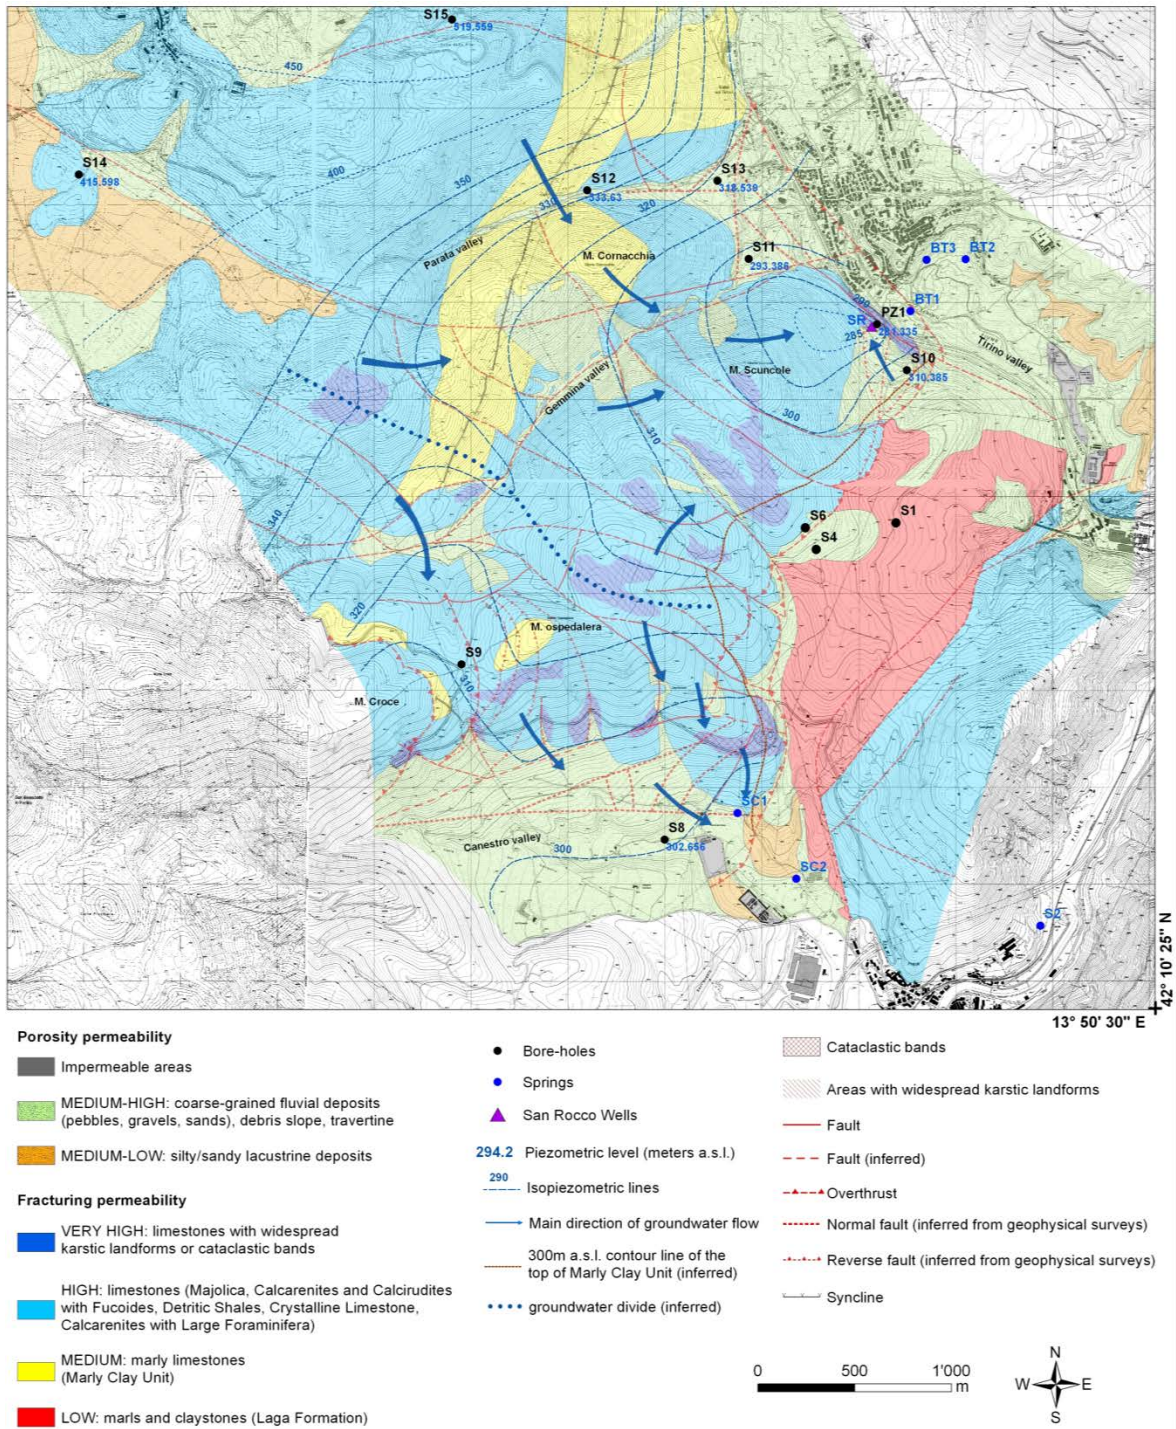 S15
519.559
450
S14
415.598
400
350
S12
333.63
330
320
S13
318.539
Parata valley
M. Cornacchia
S11
293.386
BT3
BT2
BT1
290
SR
PZ1
281.335
285
S10
310.385
Tirino valley
M. Scuncole
Gemmina valley
300
310
340
S6
S1
S4
320
M. ospedalera
S9
310
M. Croce
SC1
S8
302.656
Canestro valley
300
SC2
S2
42° 10' 25" N
13° 50' 30" E
Porosity permeability
Impermeable areas
MEDIUM-HIGH: coarse-grained fluvial deposits
(pebbles, gravels, sands), debris slope, travertine
MEDIUM-LOW: silty/sandy lacustrine deposits
Fracturing permeability
VERY HIGH: limestones with widespread
karstic landforms or cataclastic bands
HIGH: limestones (Majolica, Calcarenites and Calcirudites
with Fucoides, Detritic Shales, Crystalline Limestone,
Calcarenites with Large Foraminifera)
MEDIUM: marly limestones
(Marly Clay Unit)
LOW: marls and claystones (Laga Formation)
Bore-holes
Springs
San Rocco Wells
294.2 Piezometric level (meters a.s.l.)
290
Isopiezometric lines
Main direction of groundwater flow
300m a.s.l. contour line of the
top of Marly Clay Unit (inferred)
groundwater divide (inferred)
Cataclastic bands
Areas with widespread karstic landforms
Fault
Fault (inferred)
Overthrust
Normal fault (inferred from geophysical surveys)
Reverse fault (inferred from geophysical surveys)
Syncline
0 500 1'000
m
N
W E
S